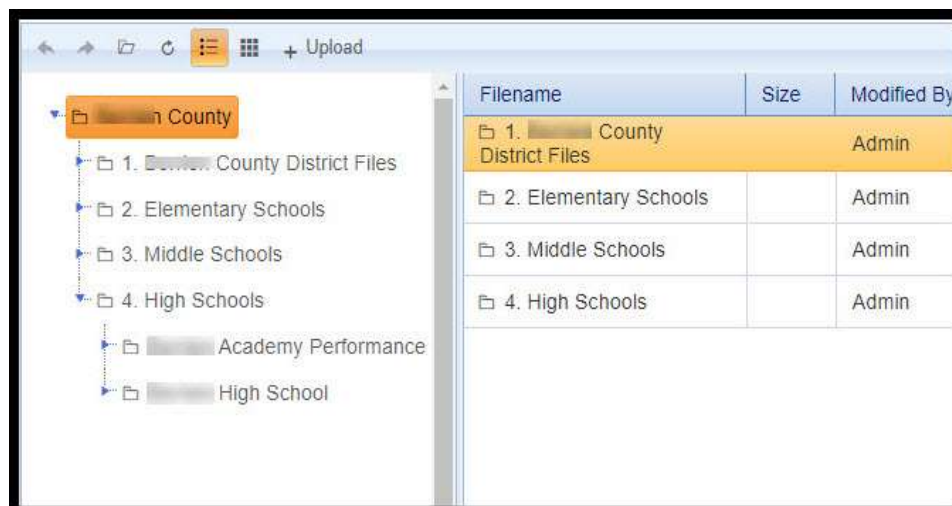 Upload
County
1. County District Files
2. Elementary Schools
3. Middle Schools
4. High Schools
Academy Performance
High School
Filename Size Modified By
1. County
District Files Admin
2. Elementary Schools Admin
3. Middle Schools Admin
4. High Schools Admin